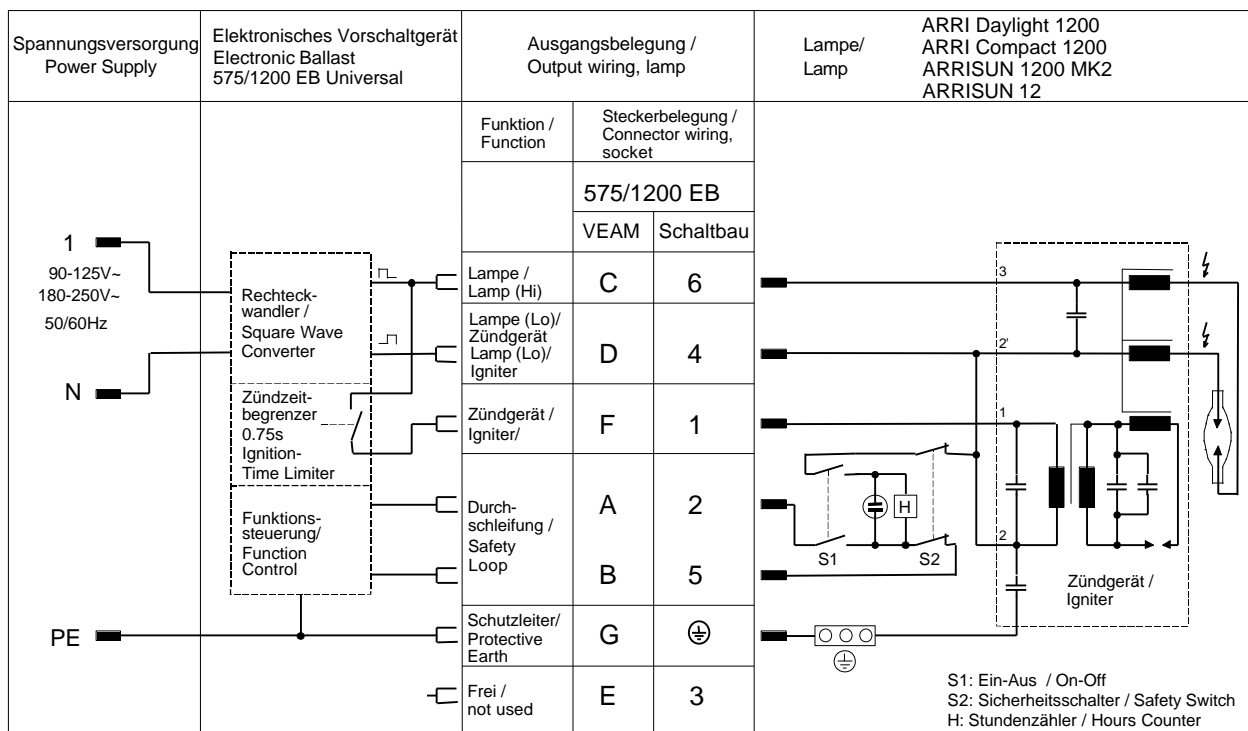 Spannungsversorgung
Power Supply
Elektronisches Vorschaltgerät
Electronic Ballast
575/1200 EB Universal
Ausgangsbelegung /
Output wiring, lamp
Lampe/
Lamp
ARRI Daylight 1200
ARRI Compact 1200
ARRISUN 1200 MK2
ARRISUN 12
Funktion /
Function
Steckerbelegung /
Connector wiring,
socket
575/1200 EB
VEAM
Schaltbau
1
90-125V~
180-250V~
50/60Hz
N
PE
Rechteck-
wandler /
Square Wave
Converter
Zündzeit-
begrenzer
0.75s
Ignition-
Time Limiter
Funktions-
steuerung/
Function
Control
Lampe /
Lamp (Hi)
C
6
Lampe (Lo)/
Zündgerät
Lamp (Lo)/
Igniter
D
4
Zündgerät /
Igniter/
F
1
Durch-
schleifung /
Safety
Loop
A
2
B
5
Schutzleiter/
Protective
Earth
G
Frei /
not used
E
3
3
2'
1
2
H
S1
S2
Zündgerät /
Igniter
S1: Ein-Aus / On-Off
S2: Sicherheitsschalter / Safety Switch
H: Stundenzähler / Hours Counter